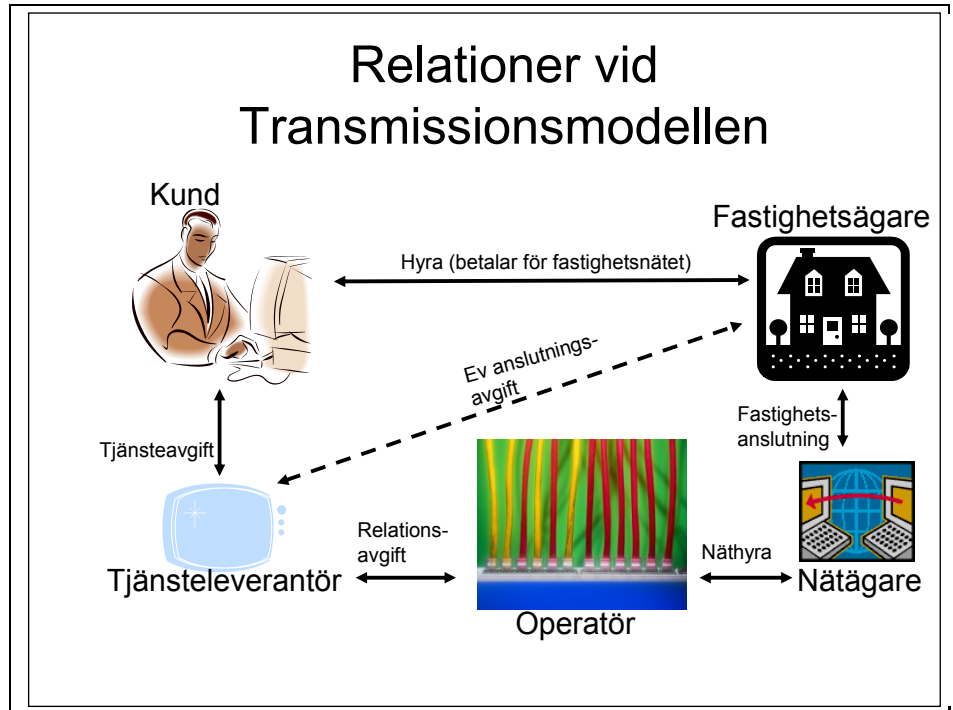 Relationer vid
Transmissionsmodellen
Kund
Fastighetsägare
Hyra (betalar för fastighetsnätet)
Ev anslutnings-
avgift
Fastighets-
anslutning
Tjänsteavgift
Relations-
avgift
Näthyra
Tjänsteleverantör
Nätägare
Operatör